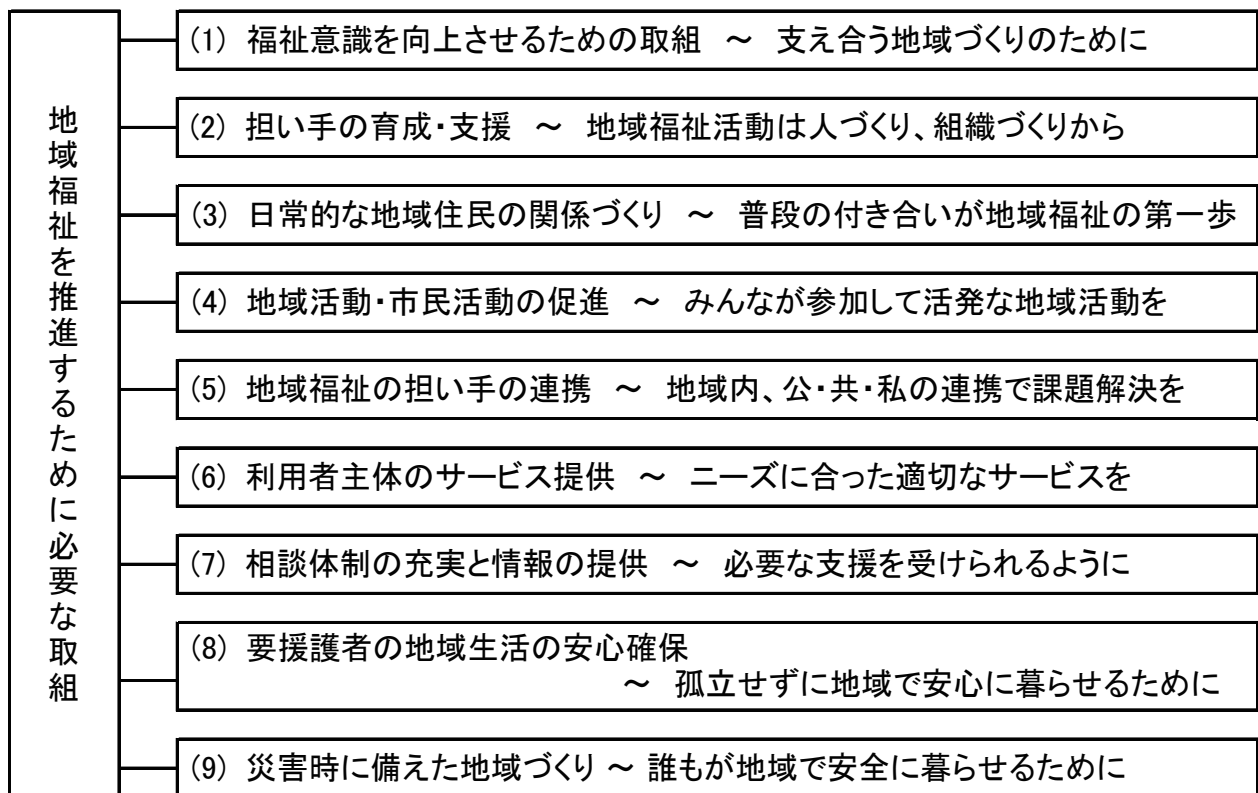 地域福祉を推進するために必要な取組
(1) 福祉意識を向上させるための取組 ～ 支え合う地域づくりのために
(2) 担い手の育成・支援 ～ 地域福祉活動は人づくり、組織づくりから
(3) 日常的な地域住民の関係づくり ～ 普段の付き合いが地域福祉の第一歩
(4) 地域活動・市民活動の促進 ～ みんなが参加して活発な地域活動を
(5) 地域福祉の担い手の連携 ～ 地域内、公・共・私の連携で課題解決を
(6) 利用者主体のサービス提供 ～ ニーズに合った適切なサービスを
(7) 相談体制の充実と情報の提供 ～ 必要な支援を受けられるように
(8) 要援護者の地域生活の安心確保
～ 孤立せずに地域で安心に暮らせるために
(9) 災害時に備えた地域づくり ～ 誰もが地域で安全に暮らせるために